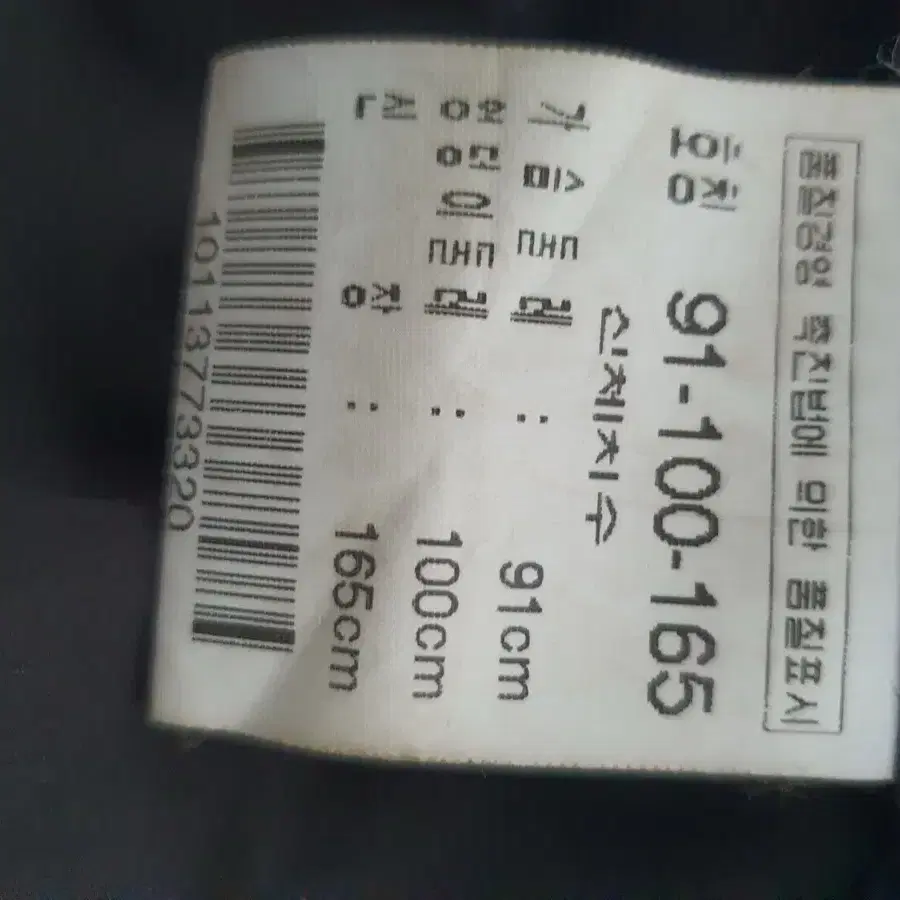 품질경영 촉진법에 의한 품질표시
호칭 91-100-165
신체치수
가슴둘레 : 91cm
엉덩이둘레 : 100cm
신 장 : 165cm
10113773320